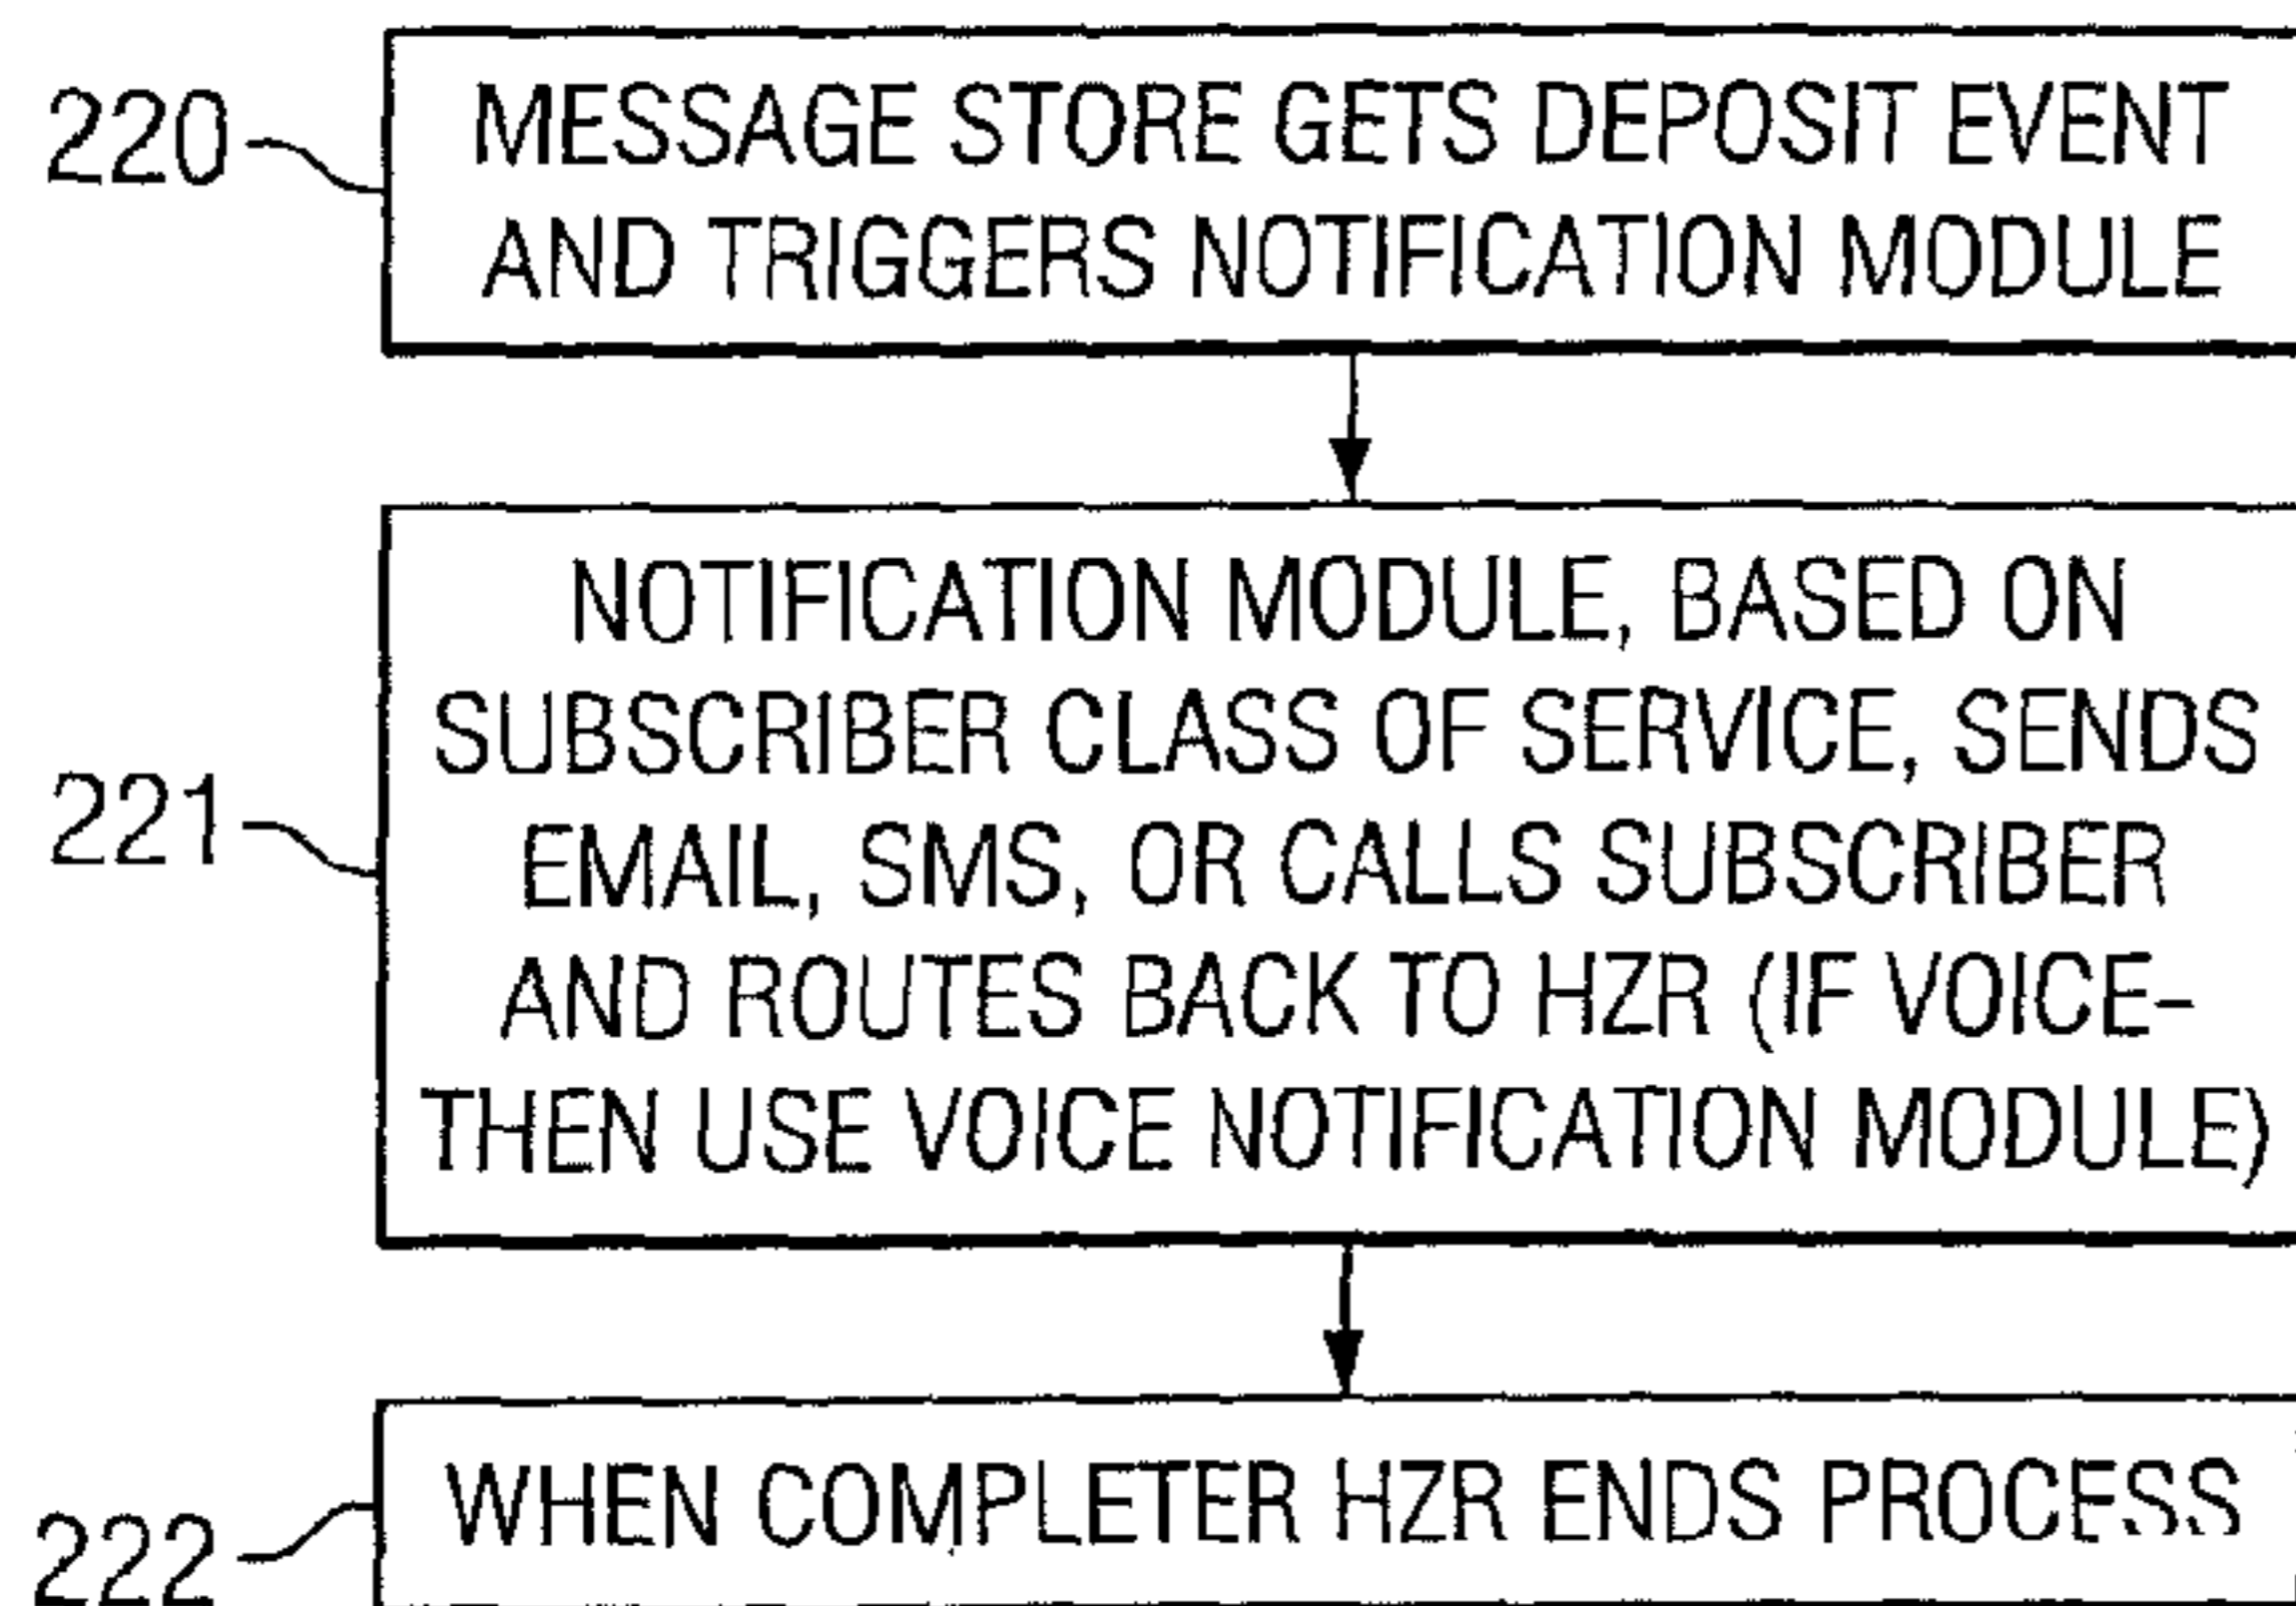 220
MESSAGE STORE GETS DEPOSIT EVENT
AND TRIGGERS NOTIFICATION MODULE
221
NOTIFICATION MODULE, BASED ON
SUBSCRIBER CLASS OF SERVICE, SENDS
EMAIL, SMS, OR CALLS SUBSCRIBER
AND ROUTES BACK TO HZR (IF VOICE-
THEN USE VOICE NOTIFICATION MODULE)
222
WHEN COMPLETER HZR ENDS PROCESS